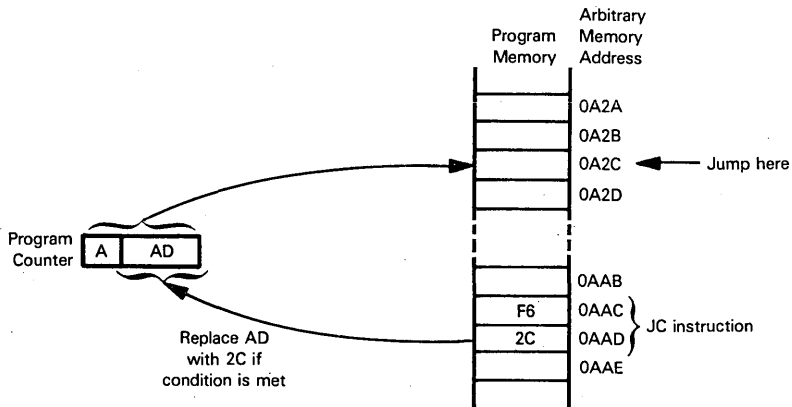 Program
Memory
Arbitrary
Memory
Address
0A2A
0A2B
0A2C
Jump here
0A2D
Program
Counter
A
AD
0AAB
F6
0AAC
2C
0AAD
JC instruction
0AAE
Replace AD
with 2C if
condition is met